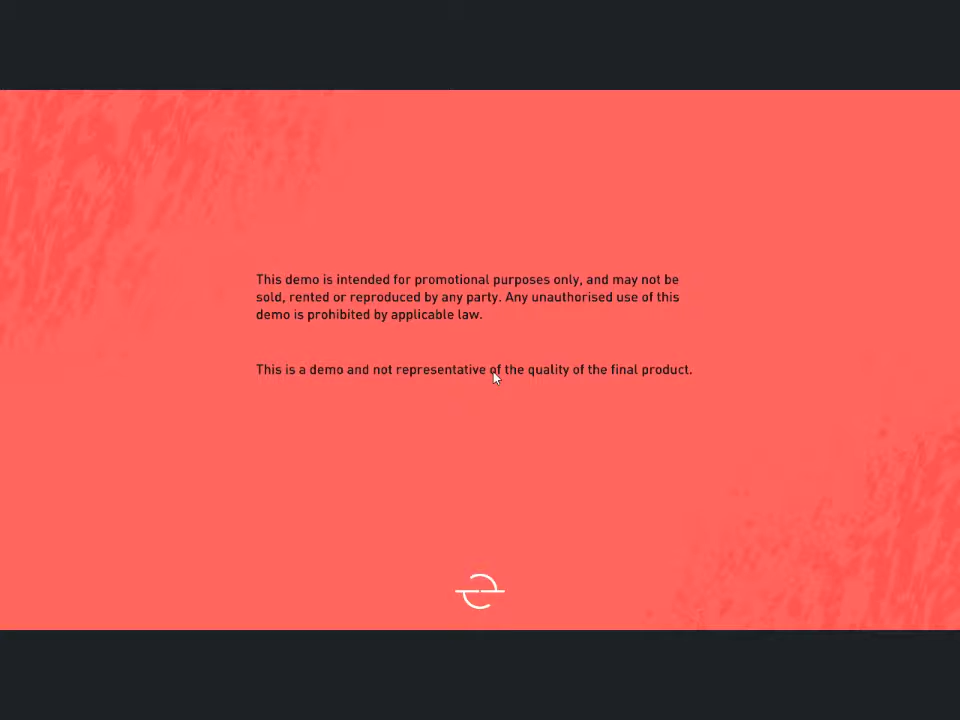 This demo is intended for promotional purposes only, and may not be
sold, rented or reproduced by any party. Any unauthorised use of this
demo is prohibited by applicable law.
This is a demo and not representative of the quality of the final product.